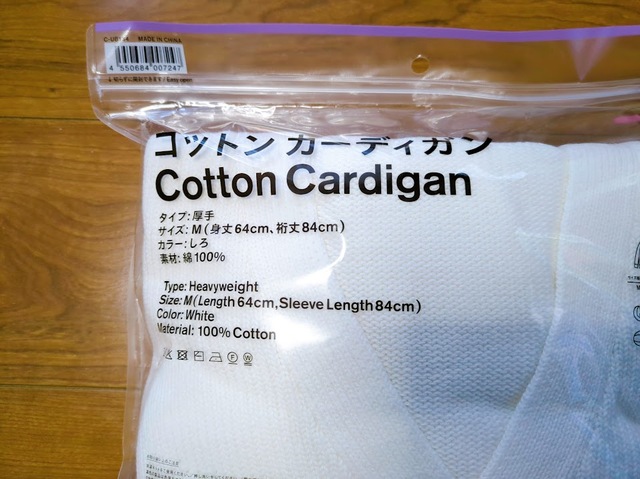 MADE IN CHINA
4 550684 007247
Easy open
コットン カーディガン
Cotton Cardigan
タイプ:厚手
サイズ:M(身丈64cm、裄丈84cm)
カラー:しろ
素材:綿100%
Type: Heavyweight
Size: M(Length 64cm, Sleeve Length 84cm)
Color: White
Material: 100% Cotton